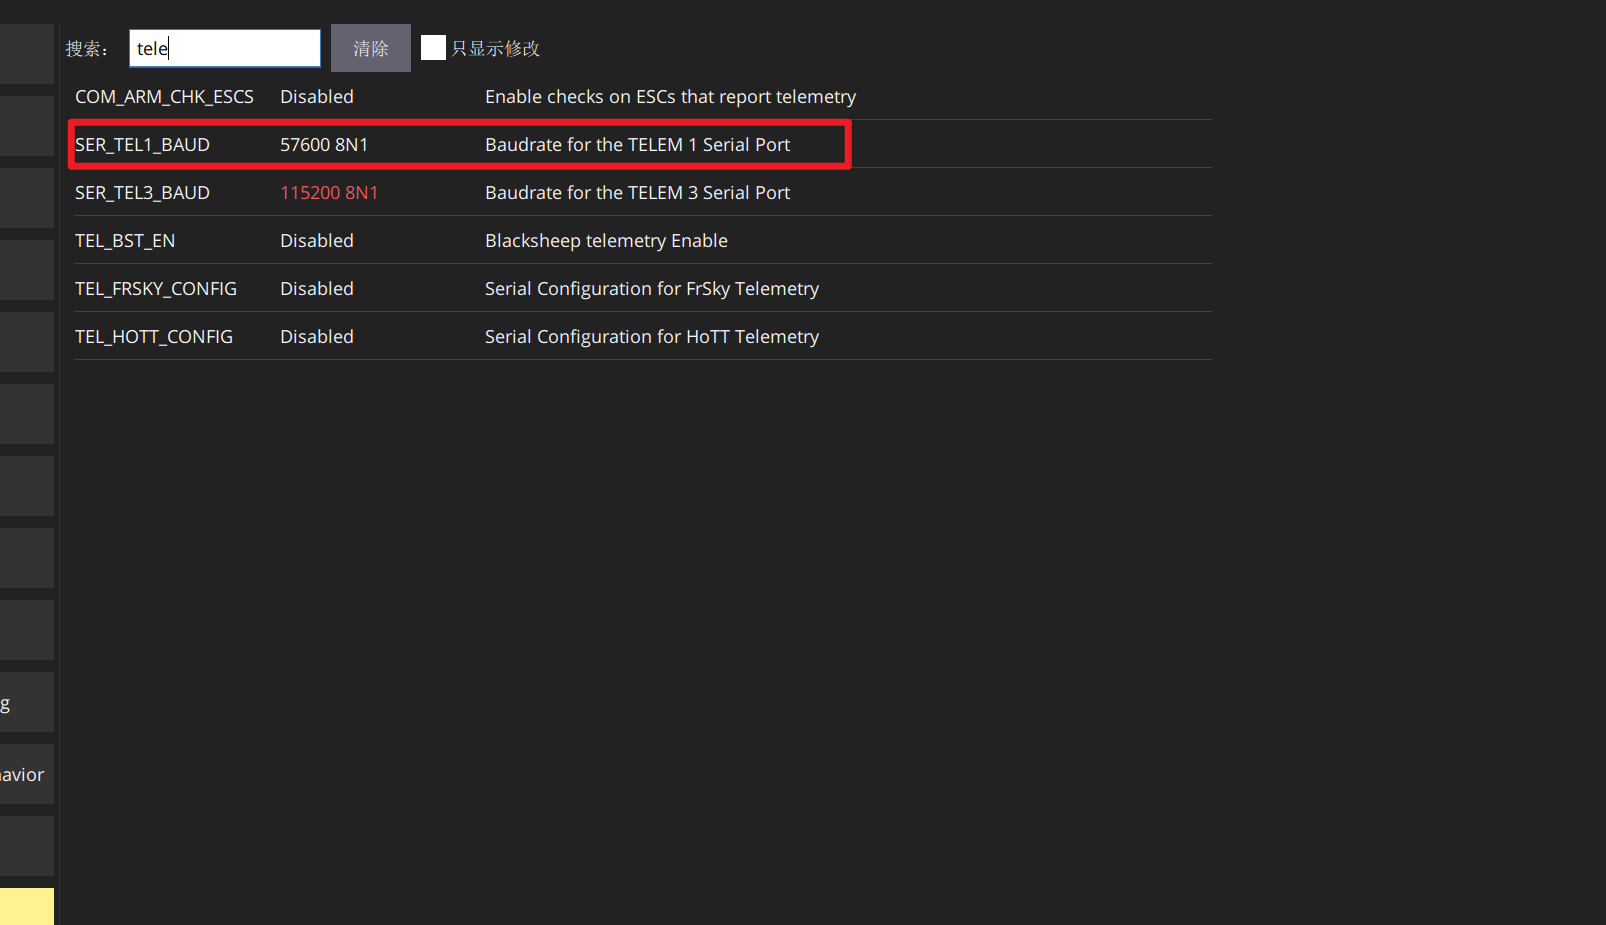 搜索： tele 清除 只显示修改
COM_ARM_CHK_ESCS Disabled Enable checks on ESCs that report telemetry
SER_TEL1_BAUD 57600 8N1 Baudrate for the TELEM 1 Serial Port
SER_TEL3_BAUD 115200 8N1 Baudrate for the TELEM 3 Serial Port
TEL_BST_EN Disabled Blacksheep telemetry Enable
TEL_FRSKY_CONFIG Disabled Serial Configuration for FrSky Telemetry
TEL_HOTT_CONFIG Disabled Serial Configuration for HoTT Telemetry
g
avior